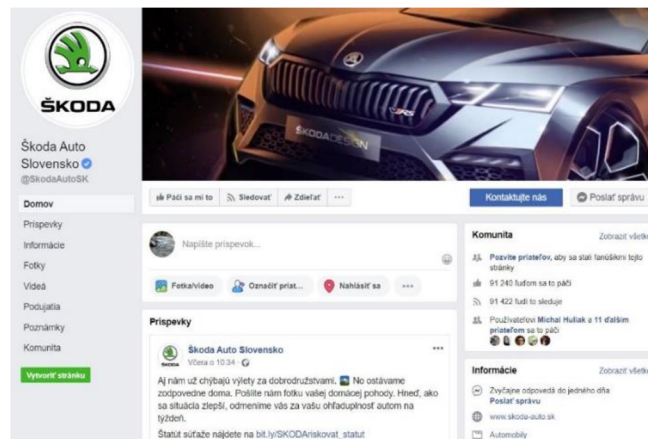 ŠKODA
Škoda Auto
Slovensko
@SkodaAutoSK
Domov
Príspevky
Informácie
Fotky
Videá
Podujatia
Poznámky
Komunita
Vytvoriť stránku
ŠKODADESIGN
Páči sa mi to
Sledovať
Zdieľať
Kontaktujte nás
Poslať správu
Napíšte príspevok...
Fotka/video
Označiť priat...
Nahlásiť sa
Príspevky
ŠKODA
Škoda Auto Slovensko
Včera o 10:34
Aj nám už chýbajú výlety za dobrodružstvami. No ostávame
zodpovedne doma. Pošlite nám fotku vašej domácej pohody. Hneď, ako
sa situácia zlepší, odmeníme vás za vašu ohľaduplnosť autom na
týždeň.
Štatút súťaže nájdete na bit.ly/SKODAriskovat_statut
Komunita
Zobraziť všetko
Pozvite priateľov, aby sa stali fanúšikmi tejto
stránky
91 240 ľuďom sa to páči
91 422 ľudí to sleduje
Používateľovi Michal Huliak a 11 ďalším
priateľom sa to páči
Informácie
Zobraziť všetko
Zvyčajne odpovedá do jedného dňa
Poslať správu
www.skoda-auto.sk
Automobily